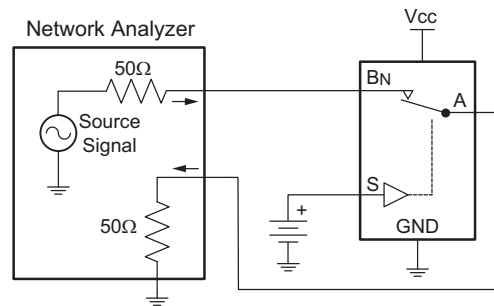 Network Analyzer
50Ω
Source
Signal
50Ω
Vcc
BN
A
S
+
GND